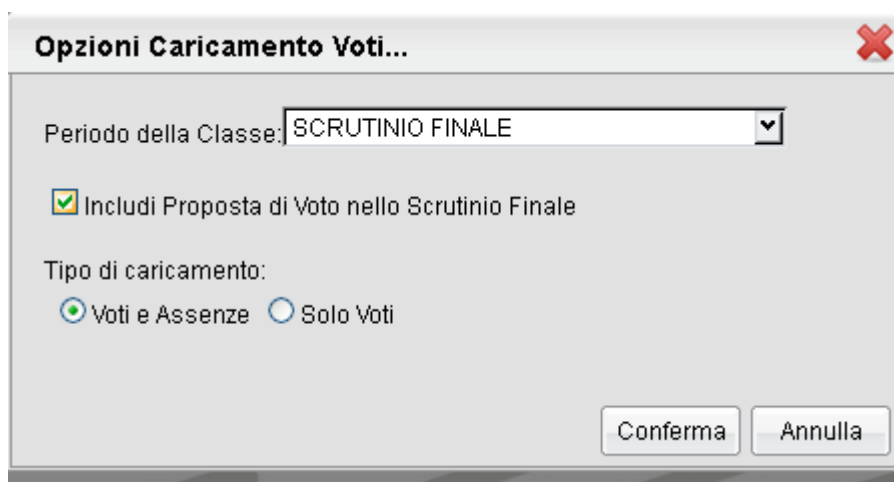 Opzioni Caricamento Voti...
Periodo della Classe: SCRUTINIO FINALE
Includi Proposta di Voto nello Scrutinio Finale
Tipo di caricamento:
Voti e Assenze Solo Voti
Conferma Annulla